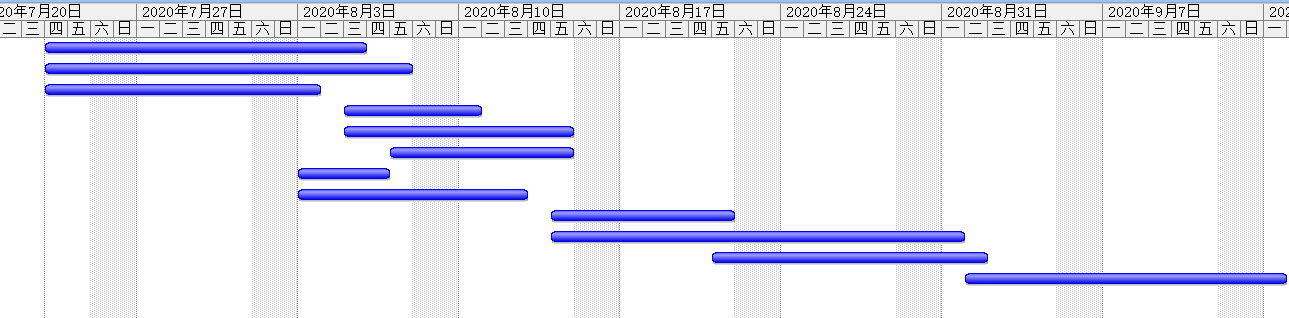 20年7月20日 2020年7月27日 2020年8月3日 2020年8月10日 2020年8月17日 2020年8月24日 2020年8月31日 2020年9月7日 202
二 三 四 五 六 日 一 二 三 四 五 六 日 一 二 三 四 五 六 日 一 二 三 四 五 六 日 一 二 三 四 五 六 日 一 二 三 四 五 六 日 一 二 三 四 五 六 日 一 二 三 四 五 六 日 一